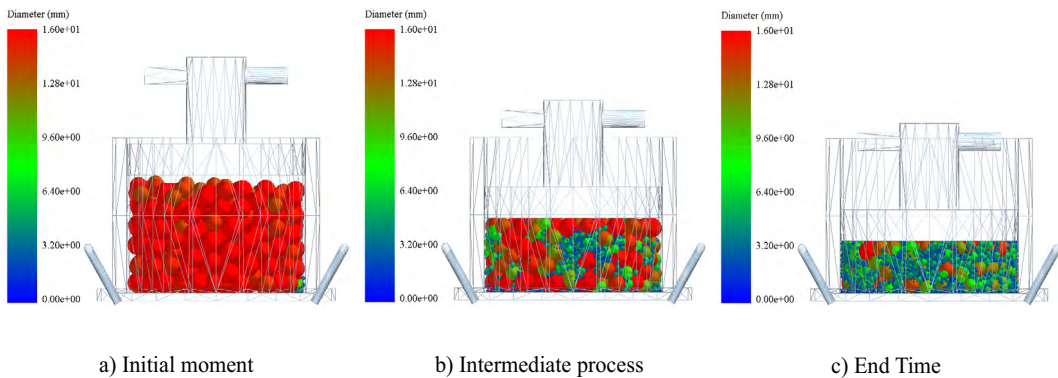 Diameter (mm)
1.60e+01
1.28e+01
9.60e+00
6.40e+00
3.20e+00
0.00e+00
a) Initial moment
Diameter (mm)
1.60e+01
1.28e+01
9.60e+00
6.40e+00
3.20e+00
0.00e+00
b) Intermediate process
Diameter (mm)
1.60e+01
1.28e+01
9.60e+00
6.40e+00
3.20e+00
0.00e+00
c) End Time